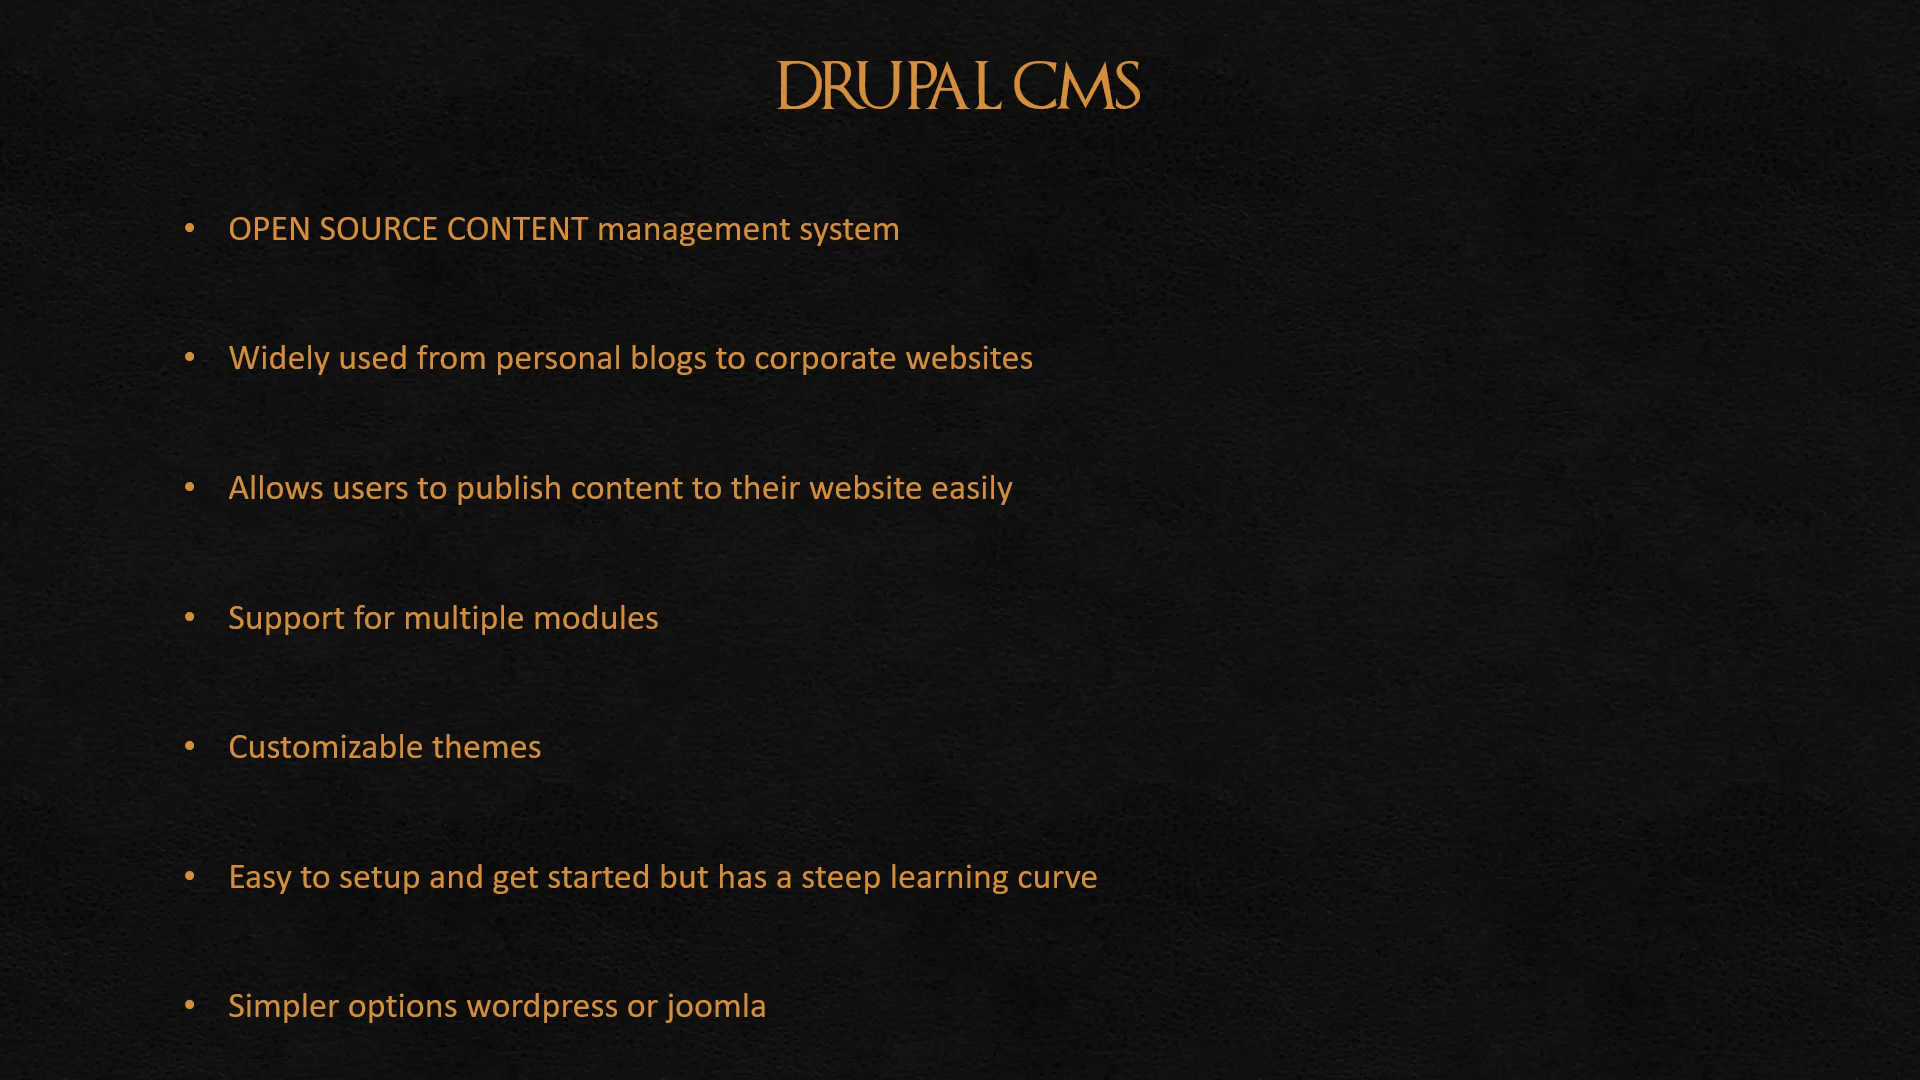 DRUPAL CMS
• OPEN SOURCE CONTENT management system
• Widely used from personal blogs to corporate websites
• Allows users to publish content to their website easily
• Support for multiple modules
• Customizable themes
• Easy to setup and get started but has a steep learning curve
• Simpler options wordpress or joomla